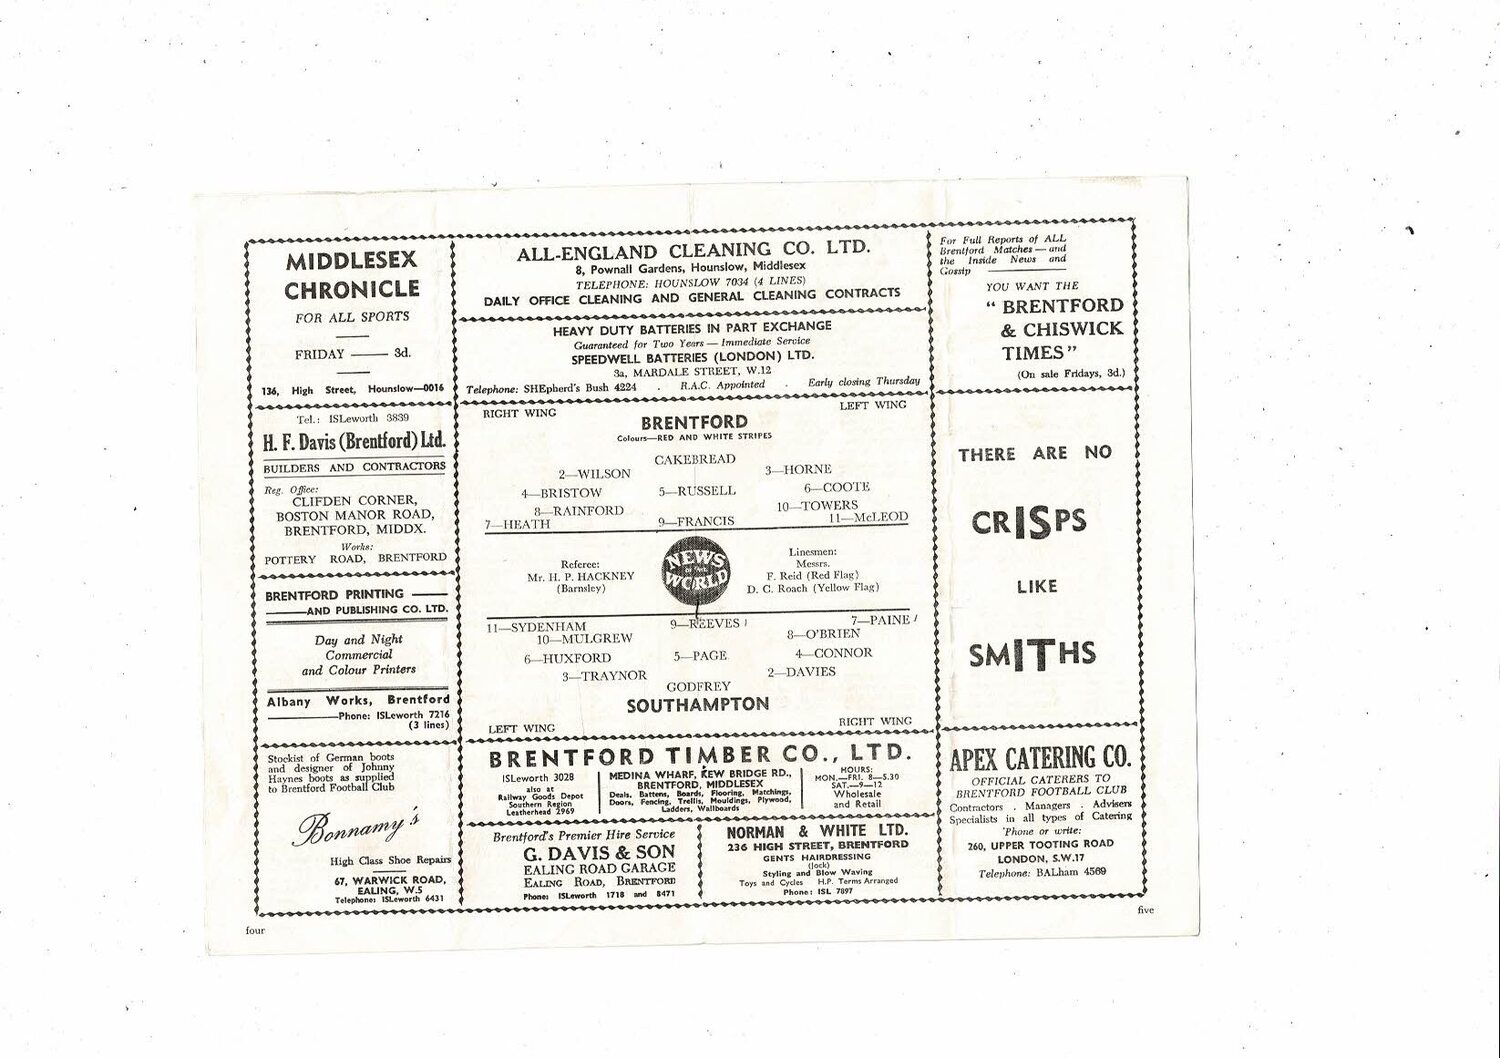 MIDDLESEX
CHRONICLE
FOR ALL SPORTS
FRIDAY —— 3d.
136, High Street, Hounslow—0016
Tel.: ISLeworth 3839
H. F. Davis (Brentford) Ltd.
BUILDERS AND CONTRACTORS
Reg. Office:
CLIFDEN CORNER,
BOSTON MANOR ROAD,
BRENTFORD, MIDDX.
Works:
POTTERY ROAD, BRENTFORD
BRENTFORD PRINTING ——
——AND PUBLISHING CO. LTD.
Day and Night
Commercial
and Colour Printers
Albany Works, Brentford
——Phone: ISLeworth 7216
(3 lines)
Stockist of German boots
and designer of Johnny
Haynes boots as supplied
to Brentford Football Club
Bonnamy's
High Class Shoe Repairs
67, WARWICK ROAD,
EALING, W.5
Telephone: ISLeworth 6431
four
ALL-ENGLAND CLEANING CO. LTD.
8, Pownall Gardens, Hounslow, Middlesex
TELEPHONE: HOUNSLOW 7034 (4 LINES)
DAILY OFFICE CLEANING AND GENERAL CLEANING CONTRACTS
HEAVY DUTY BATTERIES IN PART EXCHANGE
Guaranteed for Two Years — Immediate Service
SPEEDWELL BATTERIES (LONDON) LTD.
3a, MARDALE STREET, W.12
Telephone: SHEpherd's Bush 4224 . R.A.C. Appointed . Early closing Thursday
RIGHT WING LEFT WING
BRENTFORD
Colours—RED AND WHITE STRIPES
CAKEBREAD
2—WILSON 3—HORNE
4—BRISTOW 5—RUSSELL 6—COOTE
8—RAINFORD 10—TOWERS
7—HEATH 9—FRANCIS 11—McLEOD
Referee:
Mr. H. P. HACKNEY
(Barnsley)
NEWS
OF THE
WORLD
Linesmen:
Messrs.
F. Reid (Red Flag)
D. C. Roach (Yellow Flag)
11—SYDENHAM 9—REEVES 1 7—PAINE 1
10—MULGREW 8—O'BRIEN
6—HUXFORD 5—PAGE 4—CONNOR
3—TRAYNOR 2—DAVIES
GODFREY
SOUTHAMPTON
LEFT WING RIGHT WING
BRENTFORD TIMBER CO., LTD.
ISLeworth 3028
also at
Railway Goods Depot
Southern Region
Leatherhead 2969
MEDINA WHARF, KEW BRIDGE RD.,
BRENTFORD, MIDDLESEX
Deals, Battens, Boards, Flooring, Matchings,
Doors, Fencing, Trellis, Mouldings, Plywood,
Ladders, Wallboards
HOURS:
MON.—FRI. 8—5.30
SAT.—9—12
Wholesale
and Retail
Brentford's Premier Hire Service
G. DAVIS & SON
EALING ROAD GARAGE
EALING ROAD, BRENTFORD
Phone: ISLeworth 1718 and 8471
NORMAN & WHITE LTD.
236 HIGH STREET, BRENTFORD
GENTS HAIRDRESSING
(Jock)
Styling and Blow Waving
Toys and Cycles H.P. Terms Arranged
Phone: ISL 7897
For Full Reports of ALL
Brentford Matches — and
the Inside News and
Gossip ——
YOU WANT THE
“ BRENTFORD
& CHISWICK
TIMES ”
(On sale Fridays, 3d.)
THERE ARE NO
CRISPS
LIKE
SMITHS
APEX CATERING CO.
OFFICIAL CATERERS TO
BRENTFORD FOOTBALL CLUB
Contractors . Managers . Advisers
Specialists in all types of Catering
'Phone or write:
260, UPPER TOOTING ROAD
LONDON, S.W.17
Telephone: BALham 4569
five